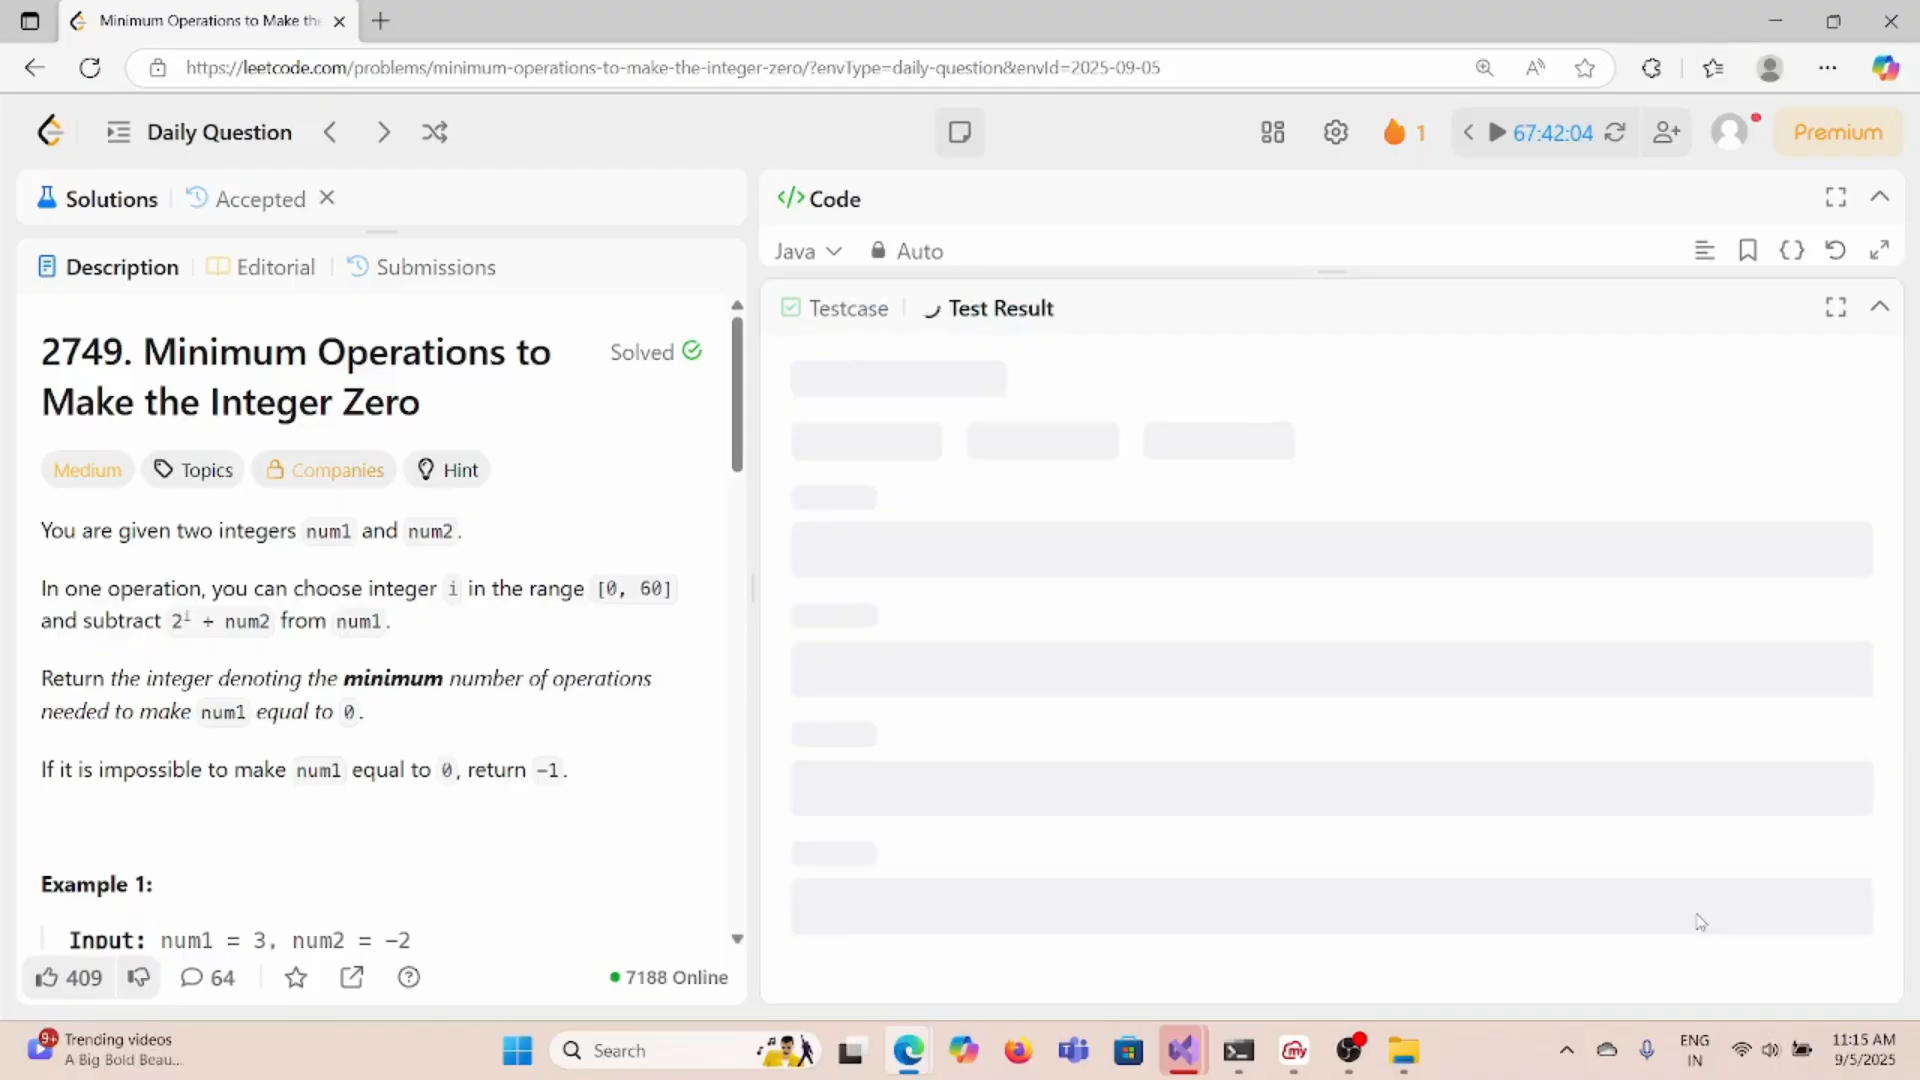 Minimum Operations to Make the
https://leetcode.com/problems/minimum-operations-to-make-the-integer-zero/?envType=daily-question&envId=2025-09-05
Daily Question
1
67:42:04
Premium
Solutions
Accepted
Code
Java
Auto
Description
Editorial
Submissions
Testcase
Test Result
2749. Minimum Operations to
Make the Integer Zero
Solved
Medium
Topics
Companies
Hint
You are given two integers num1 and num2.
In one operation, you can choose integer i in the range [0, 60]
and subtract 2^i + num2 from num1.
Return the integer denoting the minimum number of operations
needed to make num1 equal to 0.
If it is impossible to make num1 equal to 0, return -1.
Example 1:
Input: num1 = 3, num2 = -2
409
64
7188 Online
9+
Trending videos
A Big Bold Beau...
Search
my
ENG
IN
11:15 AM
9/5/2025